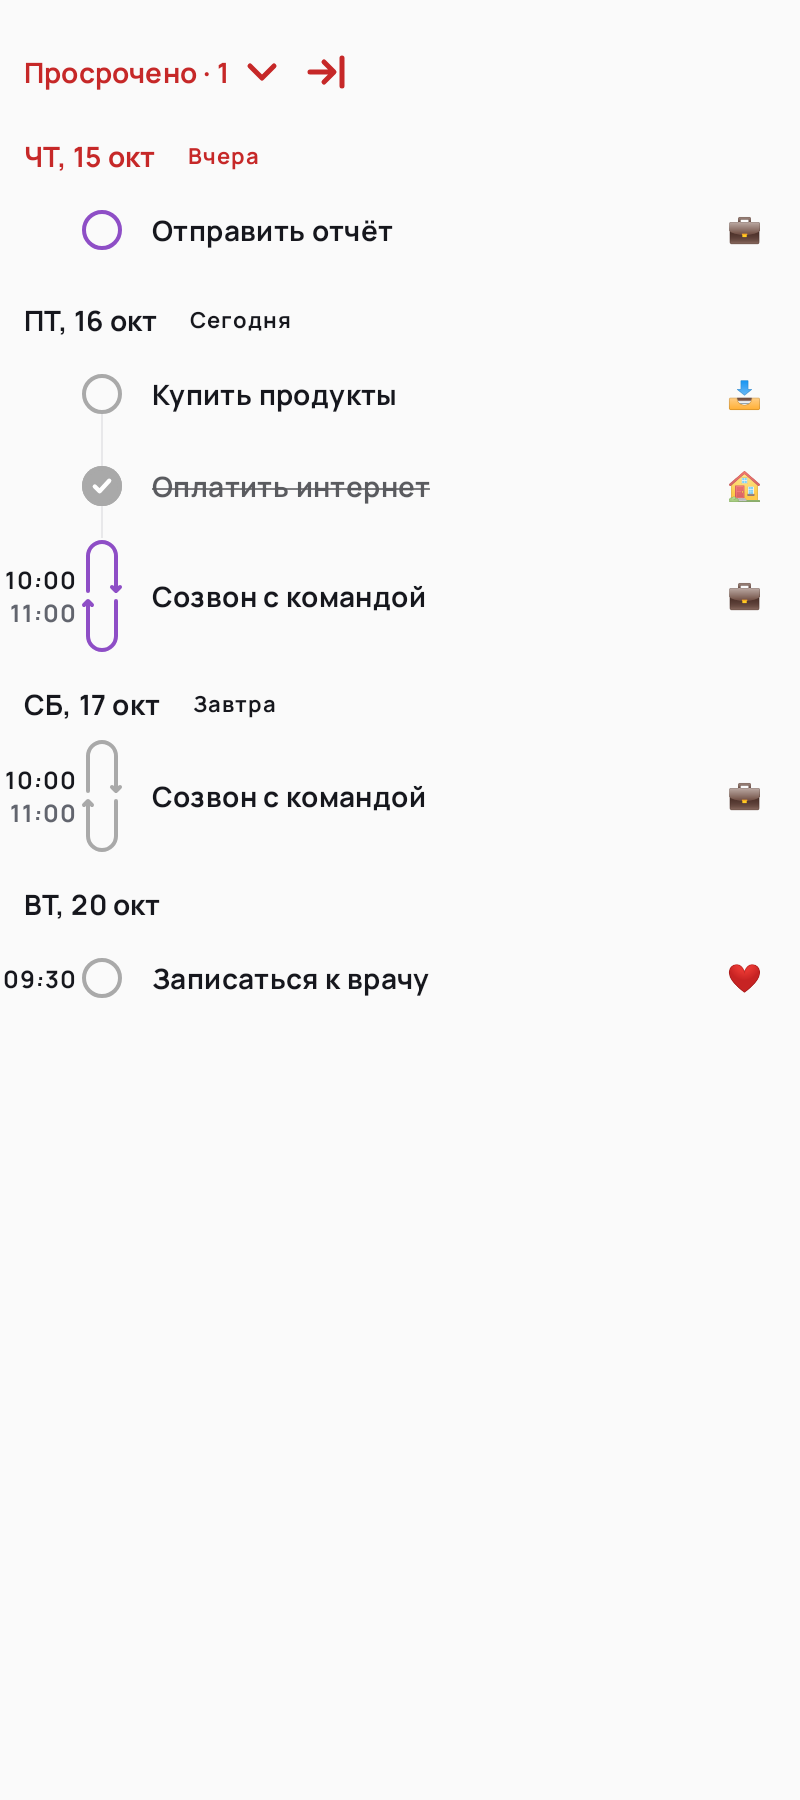 Просрочено · 1
ЧТ, 15 окт Вчера
Отправить отчёт
ПТ, 16 окт Сегодня
Купить продукты
Оплатить интернет
10:00
11:00
Созвон с командой
СБ, 17 окт Завтра
10:00
11:00
Созвон с командой
ВТ, 20 окт
09:30 Записаться к врачу